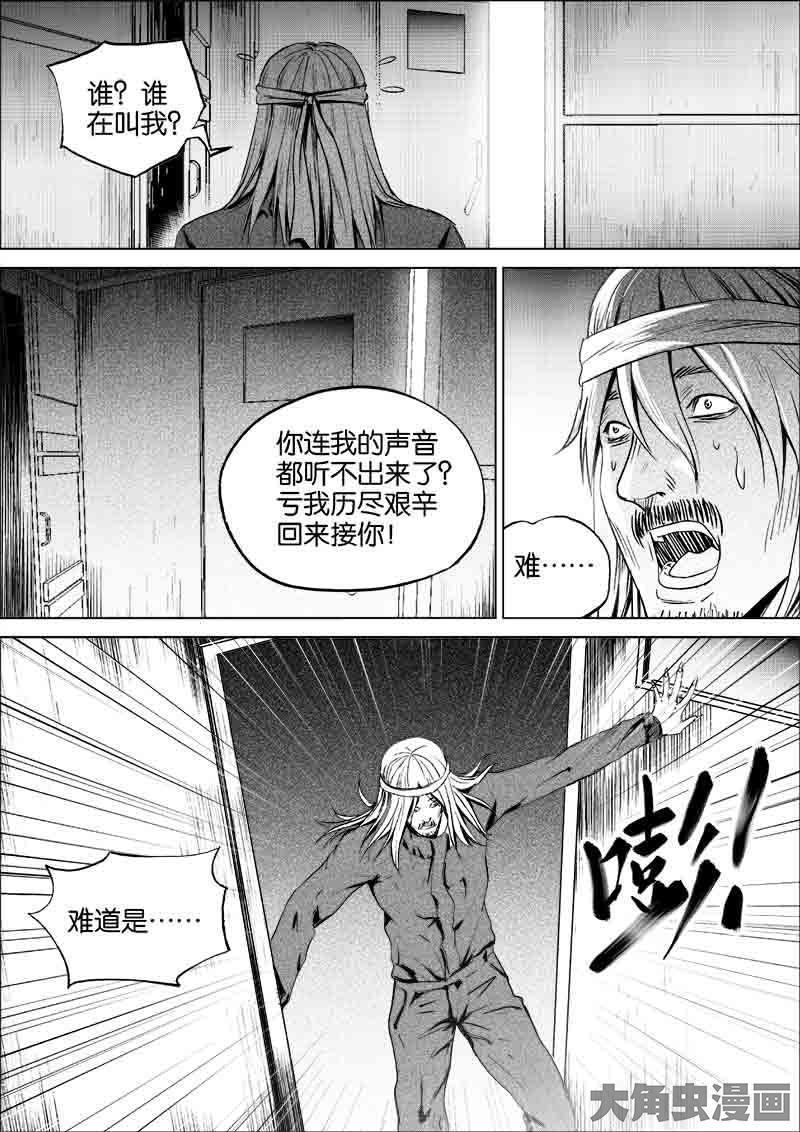 谁？谁
在叫我？
你连我的声音
都听不出来了？
亏我历尽艰辛
回来接你！
难……
难道是……
嘭！
大角虫漫画